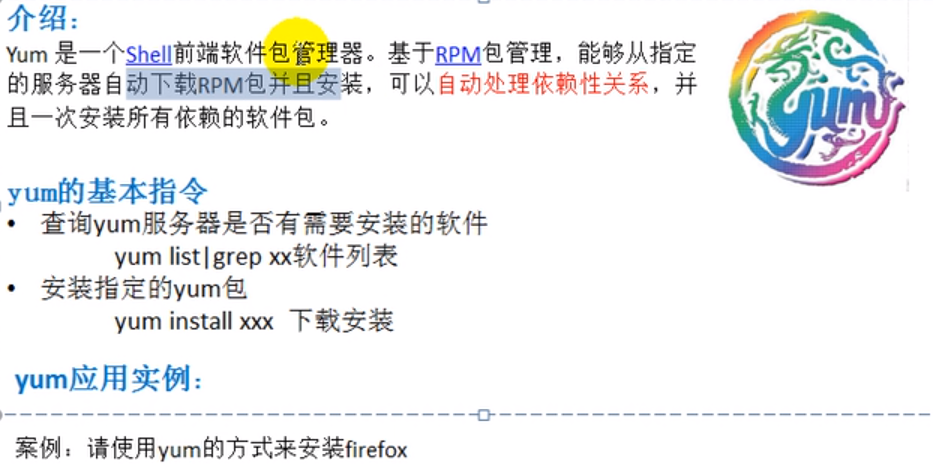 介绍：
Yum 是一个Shell前端软件包管理器。基于RPM包管理，能够从指定
的服务器自动下载RPM包并且安装，可以自动处理依赖性关系，并
且一次安装所有依赖的软件包。
yum
yum的基本指令
• 查询yum服务器是否有需要安装的软件
yum list|grep xx软件列表
• 安装指定的yum包
yum install xxx 下载安装
yum应用实例：
案例：请使用yum的方式来安装firefox